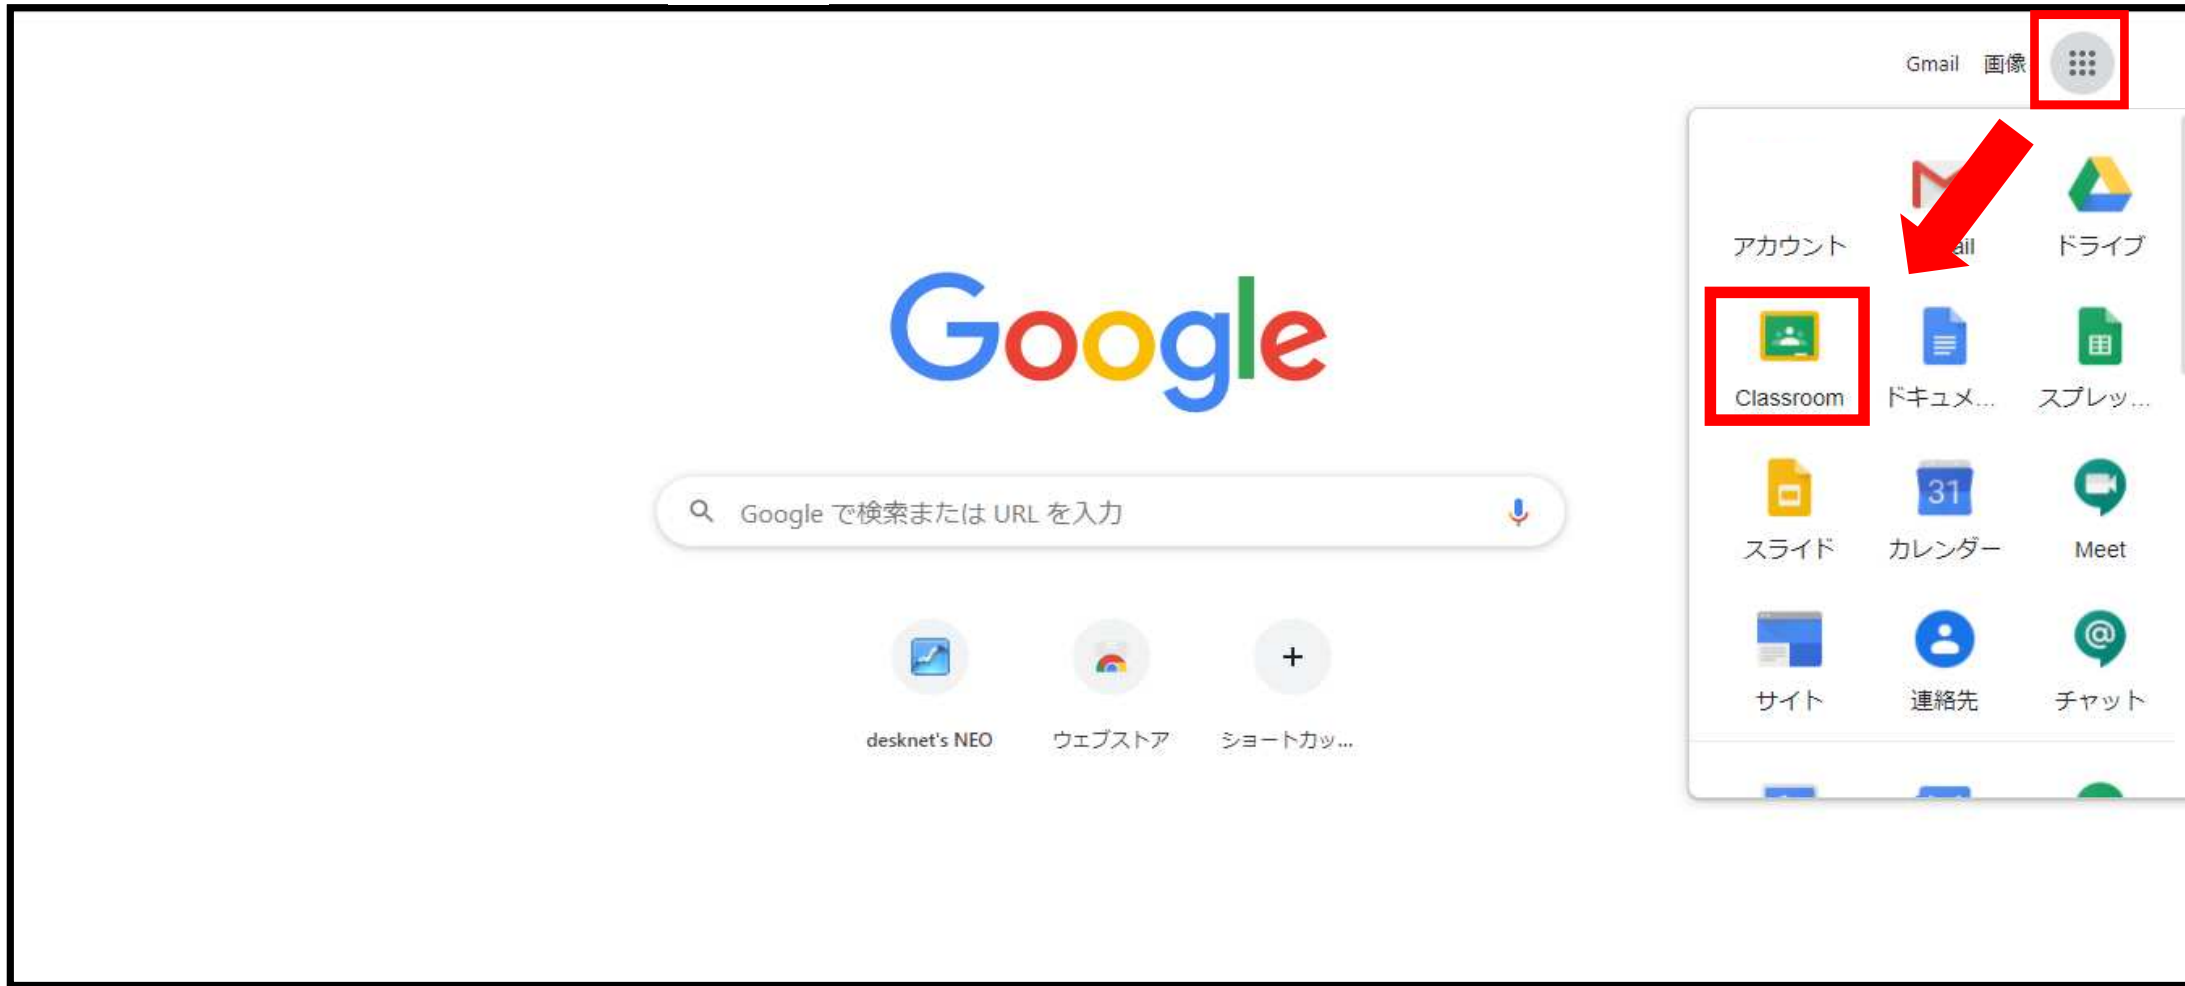 Gmail 画像
アカウント ail ドライブ
Google
Classroom ドキュメ... スプレッ...
Google で検索または URL を入力
31
スライド カレンダー Meet
@
サイト 連絡先 チャット
desknet's NEO ウェブストア ショートカッ...